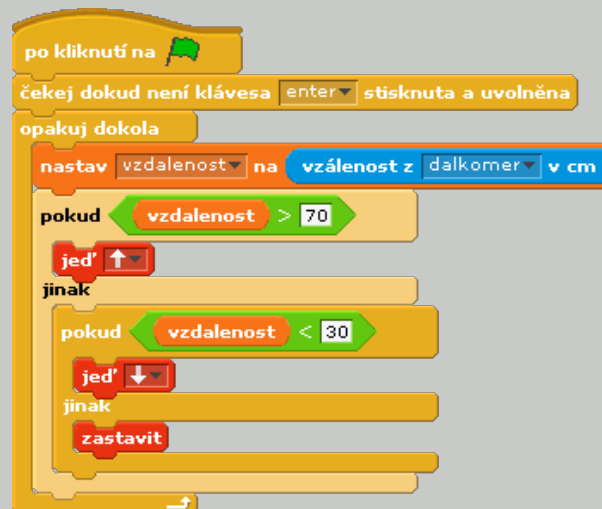 po kliknutí na
čekej dokud není klávesa enter stisknuta a uvolněna
opakuj dokola
nastav vzdalenost na vzálenost z dalkomer v cm
pokud vzdalenost > 70
jeď ↑
jinak
pokud vzdalenost < 30
jeď ↓
jinak
zastavit